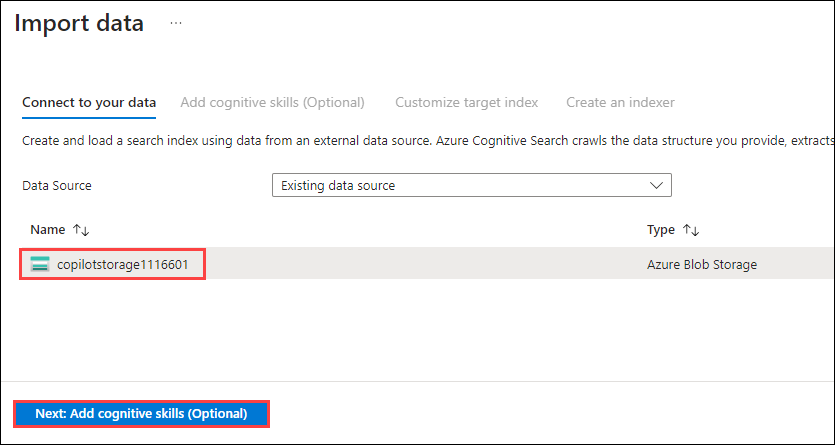 Import data ...
Connect to your data Add cognitive skills (Optional) Customize target index Create an indexer
Create and load a search index using data from an external data source. Azure Cognitive Search crawls the data structure you provide, extracts
Data Source Existing data source
Name Type
copilotstorage1116601 Azure Blob Storage
Next: Add cognitive skills (Optional)